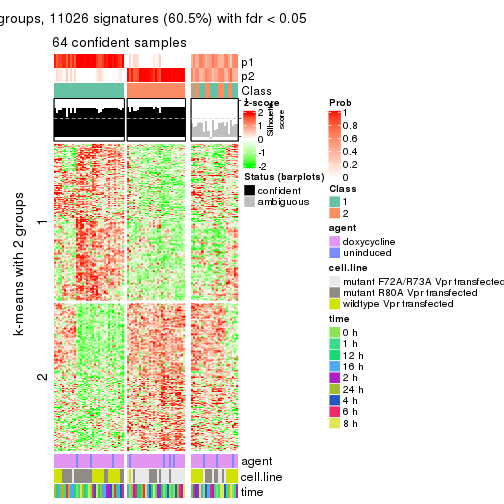 groups, 11026 signatures (60.5%) with fdr < 0.05
64 confident samples
p1
p2
Class
Silhouette
score
z-score
2
1
0
-1
-2
Status (barplots)
confident
ambiguous
Prob
1
0.8
0.6
0.4
0.2
0
Class
1
2
agent
doxycycline
uninduced
cell.line
mutant F72A/R73A Vpr transfected
mutant R80A Vpr transfected
wildtype Vpr transfected
time
0 h
1 h
12 h
16 h
2 h
24 h
4 h
6 h
8 h
k-means with 2 groups
1
2
agent
cell.line
time